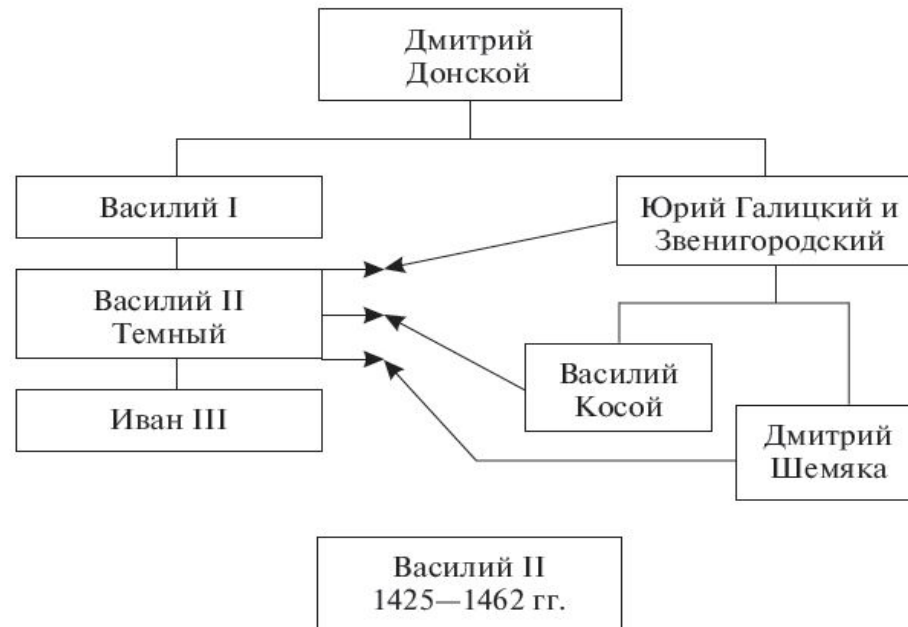 Дмитрий
Донской
Василий I
Юрий Галицкий и
Звенигородский
Василий II
Темный
Василий
Косой
Иван III
Дмитрий
Шемяка
Василий II
1425—1462 гг.